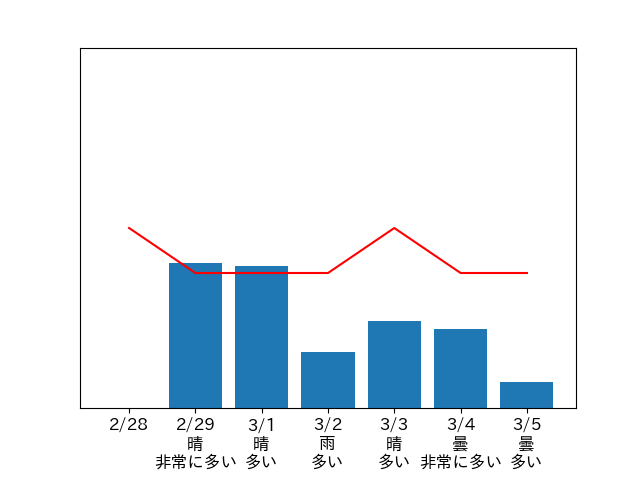 2/28 2/29 3/1 3/2 3/3 3/4 3/5
晴 晴 雨 晴 曇 曇
非常に多い 多い 多い 多い 非常に多い 多い